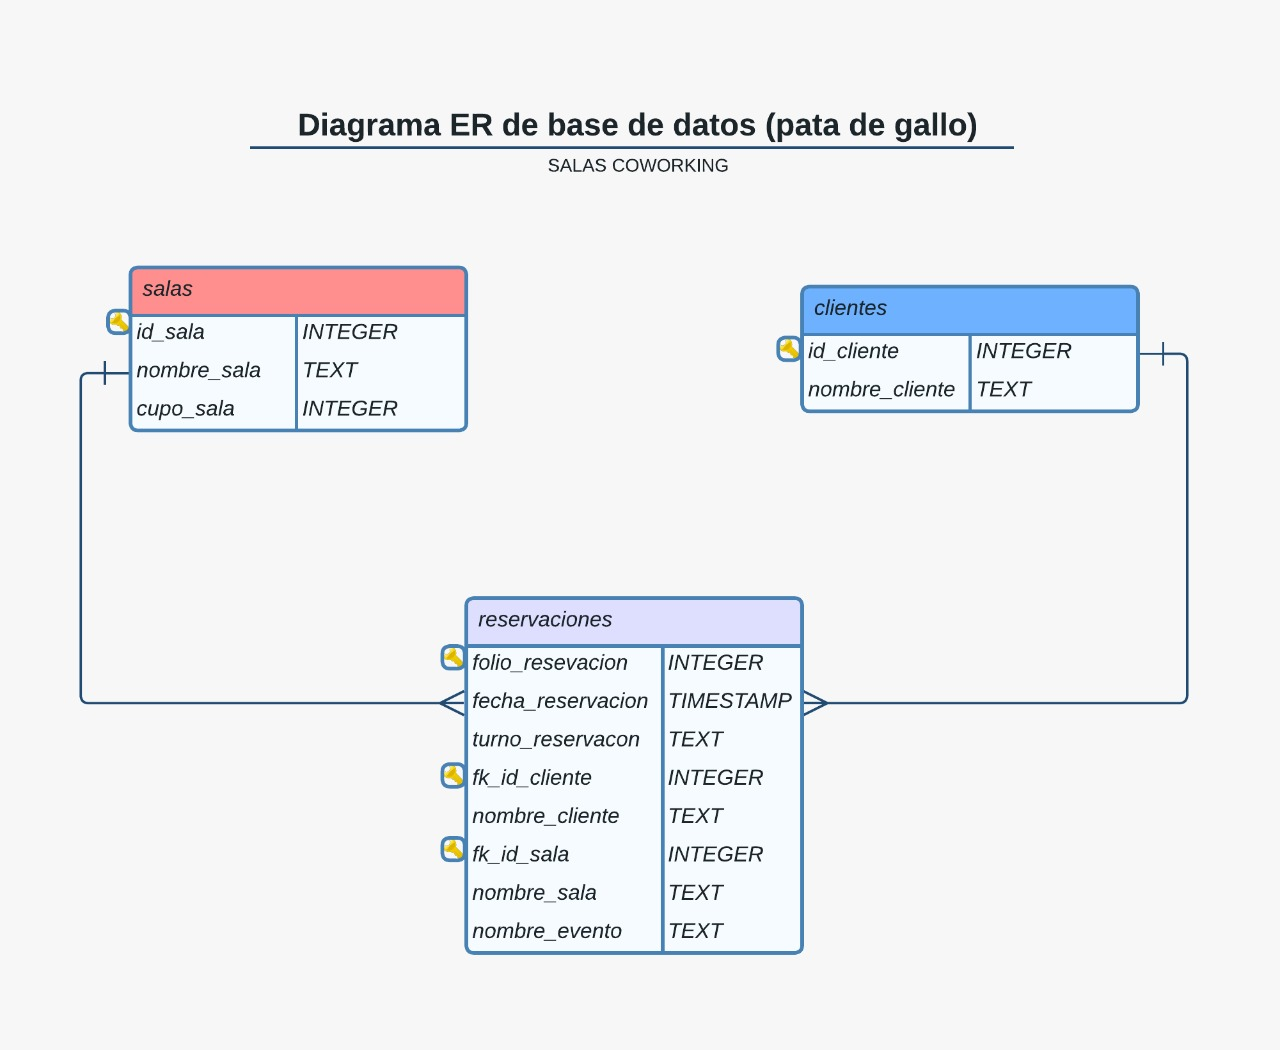 Diagrama ER de base de datos (pata de gallo)
SALAS COWORKING
salas
id_sala INTEGER
nombre_sala TEXT
cupo_sala INTEGER
clientes
id_cliente INTEGER
nombre_cliente TEXT
reservaciones
folio_resevacion INTEGER
fecha_reservacion TIMESTAMP
turno_reservacon TEXT
fk_id_cliente INTEGER
nombre_cliente TEXT
fk_id_sala INTEGER
nombre_sala TEXT
nombre_evento TEXT